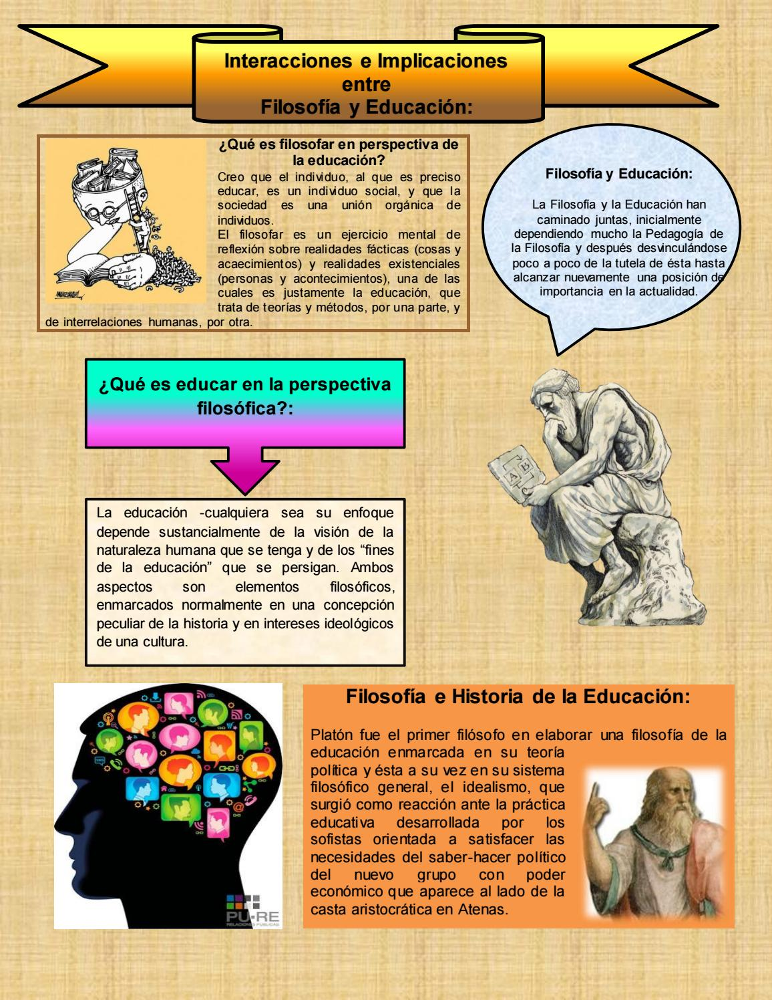 Interacciones e Implicaciones
entre
Filosofía y Educación:
¿Qué es filosofar en perspectiva de
la educación?
Creo que el individuo, al que es preciso
educar, es un individuo social, y que la
sociedad es una unión orgánica de
individuos.
El filosofar es un ejercicio mental de
reflexión sobre realidades fácticas (cosas y
acaecimientos) y realidades existenciales
(personas y acontecimientos), una de las
cuales es justamente la educación, que
trata de teorías y métodos, por una parte, y
de interrelaciones humanas, por otra.
Filosofía y Educación:
La Filosofía y la Educación han
caminado juntas, inicialmente
dependiendo mucho la Pedagogía de
la Filosofía y después desvinculándose
poco a poco de la tutela de ésta hasta
alcanzar nuevamente una posición de
importancia en la actualidad.
¿Qué es educar en la perspectiva
filosófica?:
A B
La educación -cualquiera sea su enfoque
depende sustancialmente de la visión de la
naturaleza humana que se tenga y de los “fines
de la educación” que se persigan. Ambos
aspectos son elementos filosóficos,
enmarcados normalmente en una concepción
peculiar de la historia y en intereses ideológicos
de una cultura.
PU·RE
RELACIONES PUBLICAS
Filosofía e Historia de la Educación:
Platón fue el primer filósofo en elaborar una filosofía de la
educación enmarcada en su teoría
política y ésta a su vez en su sistema
filosófico general, el idealismo, que
surgió como reacción ante la práctica
educativa desarrollada por los
sofistas orientada a satisfacer las
necesidades del saber-hacer político
del nuevo grupo con poder
económico que aparece al lado de la
casta aristocrática en Atenas.